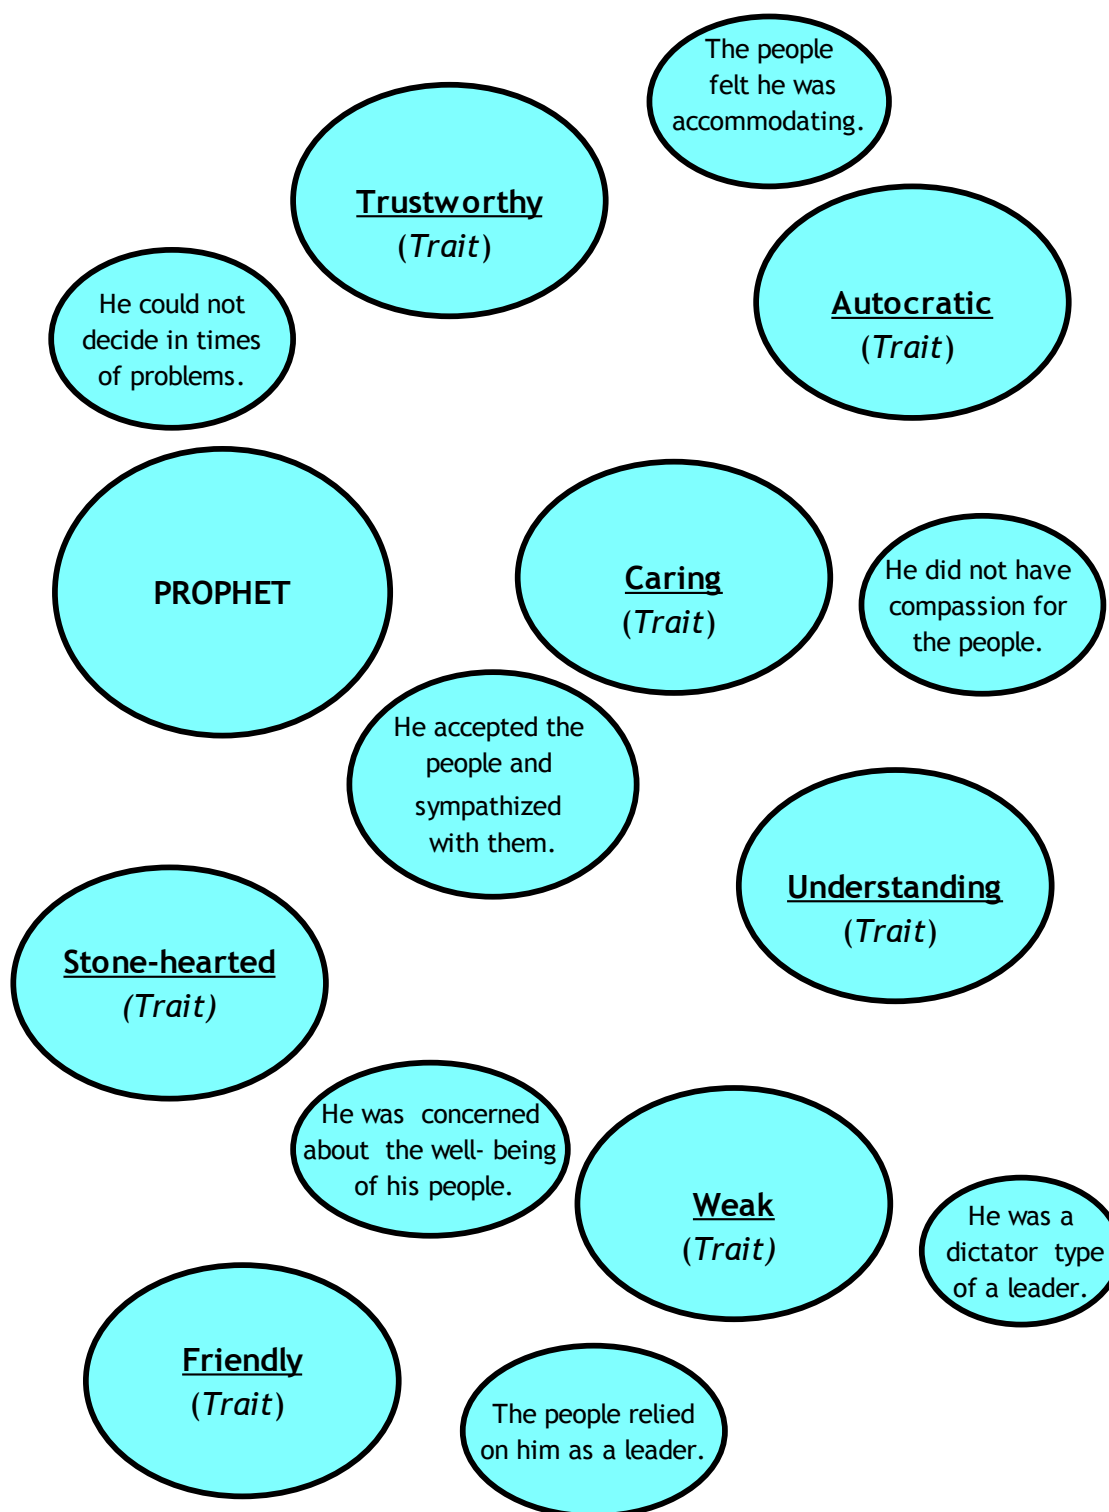 The people
felt he was
accommodating.
Trustworthy
(Trait)
Autocratic
(Trait)
He could not
decide in times
of problems.
PROPHET
Caring
(Trait)
He did not have
compassion for
the people.
He accepted the
people and
sympathized
with them.
Understanding
(Trait)
Stone-hearted
(Trait)
He was concerned
about the well- being
of his people.
Weak
(Trait)
He was a
dictator type
of a leader.
Friendly
(Trait)
The people relied
on him as a leader.